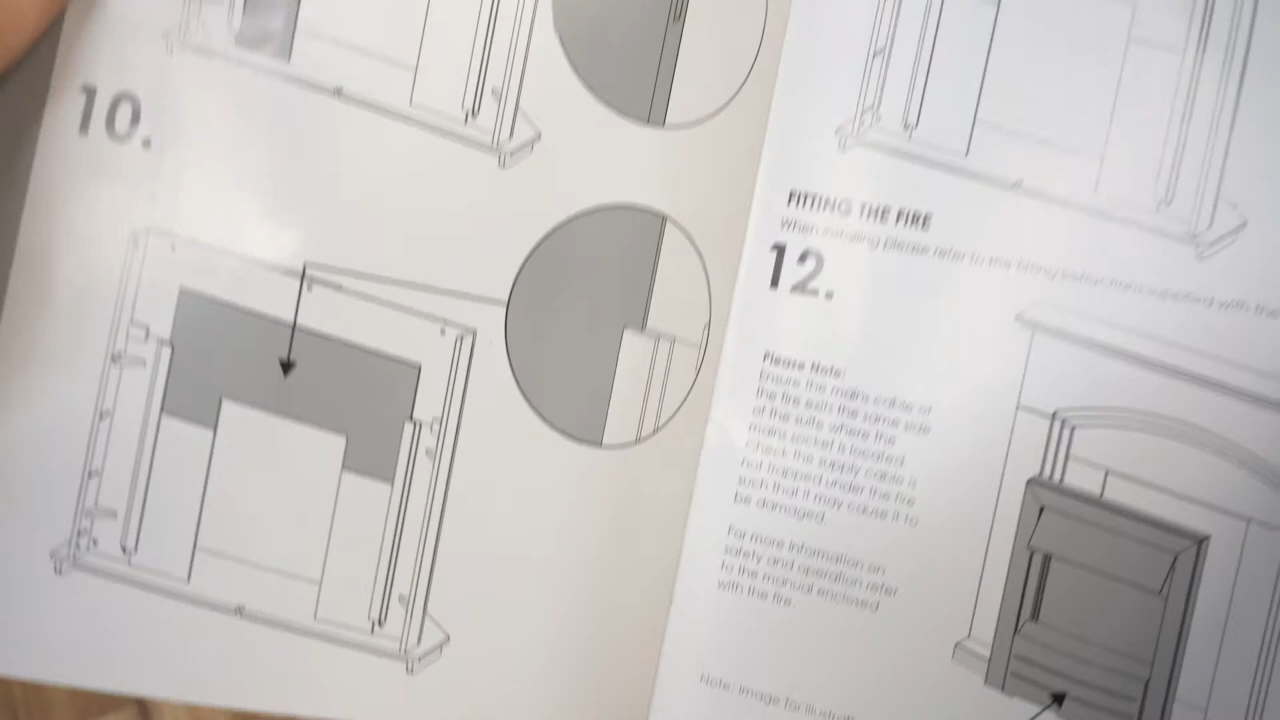 10.
FITTING THE FIRE
When installing please refer to the fitting instructions supplied with the
12.
Please Note:
Ensure the mains cable of
the fire exits the same side
of the suite where the
mains socket is located.
Check the supply cable is
not trapped under the fire
such that it may cause it to
be damaged.
For more information on
safety and operation refer
to the manual enclosed
with the fire.
Note: Image for illustrati